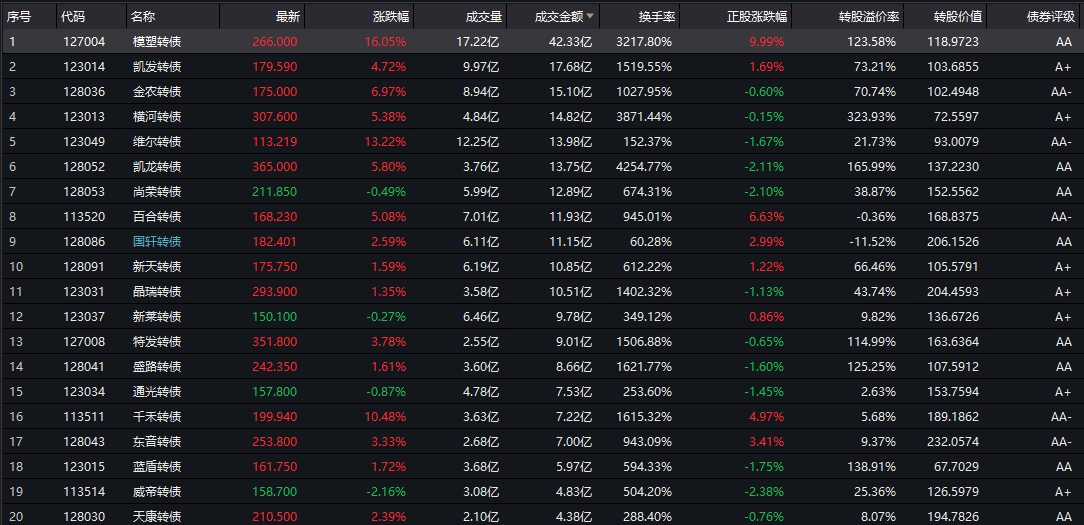 序号 代码 名称 最新 涨跌幅 成交量 成交金额 换手率 正股涨跌幅 转股溢价率 转股价值 债券评级
1 127004 模塑转债 266.000 16.05% 17.22亿 42.33亿 3217.80% 9.99% 123.58% 118.9723 AA
2 123014 凯发转债 179.590 4.72% 9.97亿 17.68亿 1519.55% 1.69% 73.21% 103.6855 A+
3 128036 金农转债 175.000 6.97% 8.94亿 15.10亿 1027.95% -0.60% 70.74% 102.4948 AA-
4 123013 横河转债 307.600 5.38% 4.84亿 14.82亿 3871.44% -0.15% 323.93% 72.5597 A+
5 123049 维尔转债 113.219 13.22% 12.25亿 13.98亿 152.37% -1.67% 21.73% 93.0079 AA-
6 128052 凯龙转债 365.000 5.80% 3.76亿 13.75亿 4254.77% -2.11% 165.99% 137.2230 AA
7 128053 尚荣转债 211.850 -0.49% 5.99亿 12.89亿 674.31% -2.10% 38.87% 152.5562 AA
8 113520 百合转债 168.230 5.08% 7.01亿 11.93亿 945.01% 6.63% -0.36% 168.8375 AA-
9 128086 国轩转债 182.401 2.59% 6.11亿 11.15亿 60.28% 2.99% -11.52% 206.1526 AA
10 128091 新天转债 175.750 1.59% 6.19亿 10.85亿 612.22% 1.22% 66.46% 105.5791 A+
11 123031 晶瑞转债 293.900 1.35% 3.58亿 10.51亿 1402.32% -1.13% 43.74% 204.4593 A+
12 123037 新莱转债 150.100 -0.27% 6.46亿 9.78亿 349.12% 0.86% 9.82% 136.6726 A+
13 127008 特发转债 351.800 3.78% 2.55亿 9.01亿 1506.88% -0.65% 114.99% 163.6364 AA
14 128041 盛路转债 242.350 1.61% 3.60亿 8.66亿 1621.77% -1.60% 125.25% 107.5912 AA
15 123034 通光转债 157.800 -0.87% 4.78亿 7.53亿 253.60% -1.45% 2.63% 153.7594 A+
16 113511 千禾转债 199.940 10.48% 3.63亿 7.22亿 1615.32% 4.97% 5.68% 189.1862 AA-
17 128043 东音转债 253.800 3.33% 2.68亿 7.00亿 943.09% 3.41% 9.37% 232.0574 AA-
18 123015 蓝盾转债 161.750 1.72% 3.68亿 5.97亿 594.33% -1.75% 138.91% 67.7029 AA
19 113514 威帝转债 158.700 -2.16% 3.08亿 4.83亿 504.20% -2.38% 25.36% 126.5979 A+
20 128030 天康转债 210.500 2.39% 2.10亿 4.38亿 288.40% -0.76% 8.07% 194.7826 AA